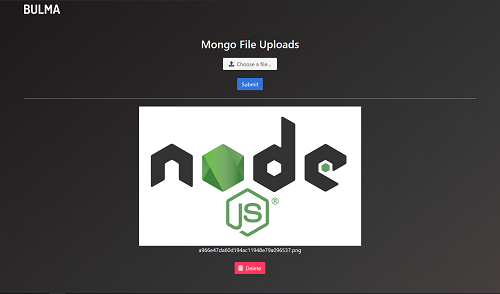 BULMA
Mongo File Uploads
Choose a file...
Submit
node
JS®
a966e47da60d194ac11948e79a096537.png
Delete